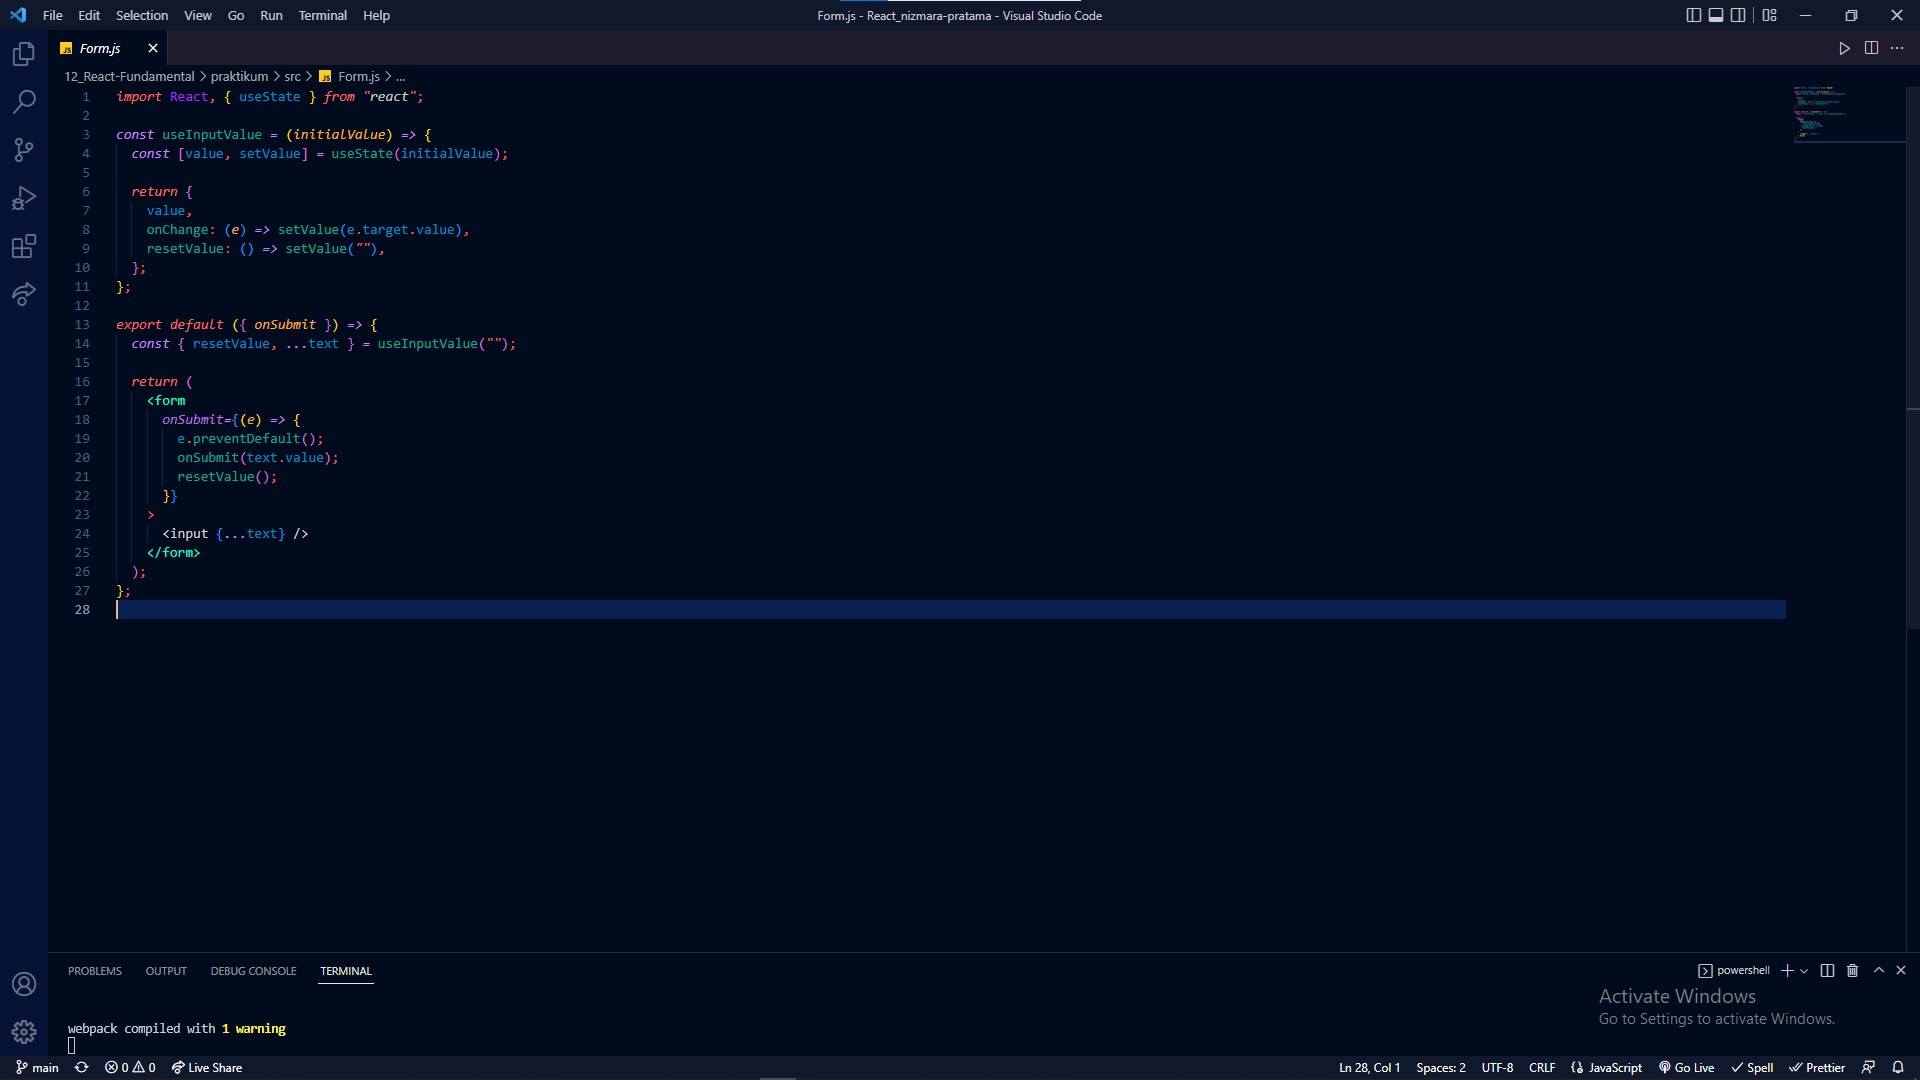 File Edit Selection View Go Run Terminal Help
Form.js - React_nizmara-pratama - Visual Studio Code
JS Form.js
12_React-Fundamental > praktikum > src > JS Form.js > ...
1 import React, { useState } from "react";
2
3 const useInputValue = (initialValue) => {
4   const [value, setValue] = useState(initialValue);
5
6   return {
7     value,
8     onChange: (e) => setValue(e.target.value),
9     resetValue: () => setValue(""),
10   };
11 };
12
13 export default ({ onSubmit }) => {
14   const { resetValue, ...text } = useInputValue("");
15
16   return (
17     <form
18       onSubmit={(e) => {
19         e.preventDefault();
20         onSubmit(text.value);
21         resetValue();
22       }}
23     >
24       <input {...text} />
25     </form>
26   );
27 };
28
PROBLEMS OUTPUT DEBUG CONSOLE TERMINAL
powershell
Activate Windows
Go to Settings to activate Windows.
webpack compiled with 1 warning
main 0 0 Live Share
Ln 28, Col 1 Spaces: 2 UTF-8 CRLF JavaScript Go Live Spell Prettier